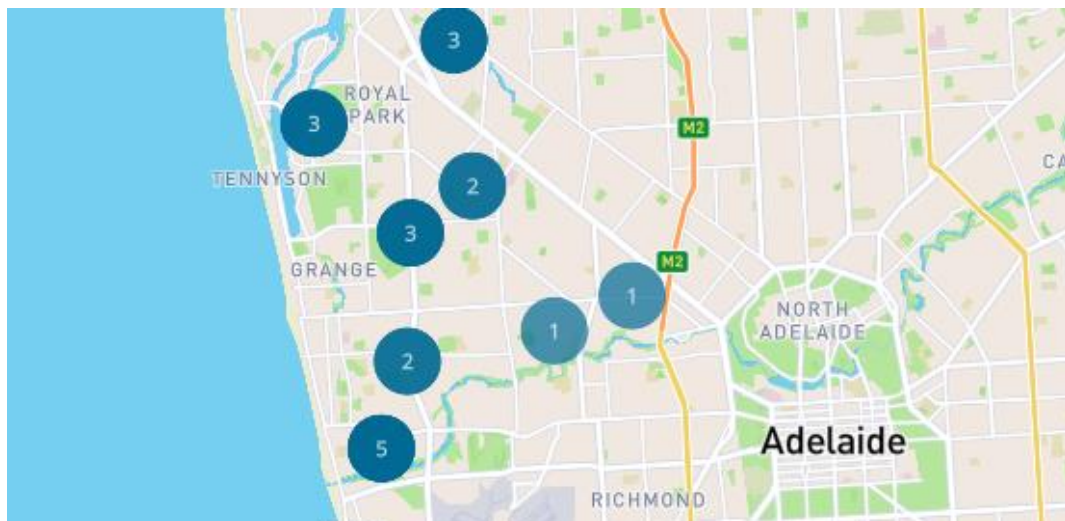 3
3
ROYAL
PARK
M2
CA
TENNYSON
2
3
GRANGE
M2
1
1
NORTH
ADELAIDE
2
5
Adelaide
RICHMOND